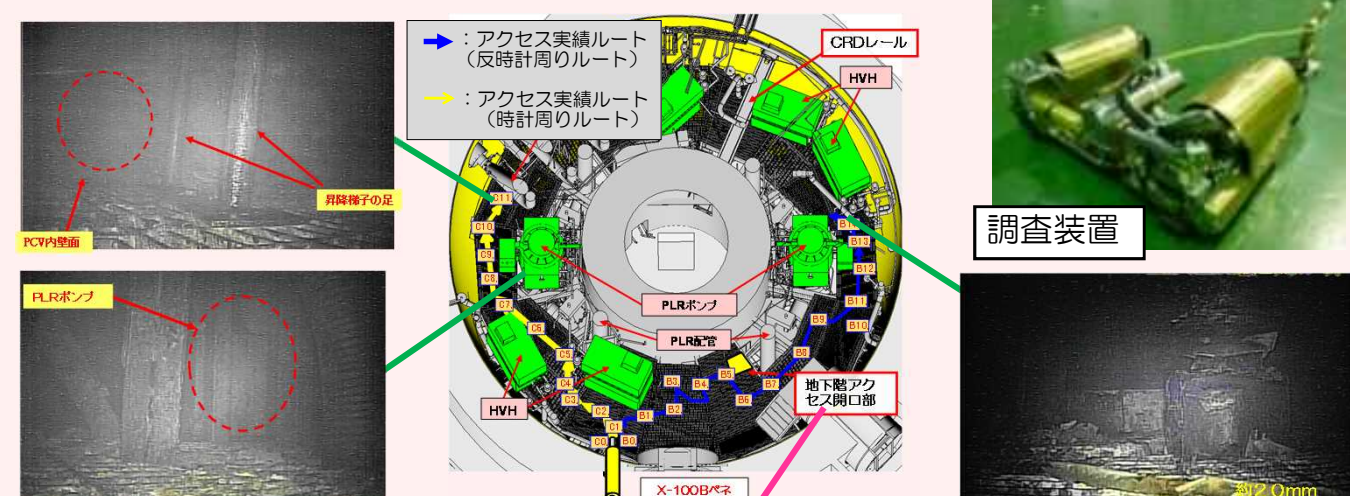 : アクセス実績ルート
(反時計周りルート)
: アクセス実績ルート
(時計周りルート)
CRDレール
HVH
昇降梯子の足
PCV内壁面
調査装置
PLRポンプ
PLRポンプ
PLR配管
HVH
地下階アク
セス開口部
X-100Bペネ
約20mm
C11
C10
C9
C8
C7
C6
C5
C4
C3
C2
C1
C0
B0
B1
B2
B3
B4
B5
B6
B7
B8
B9
B10
B11
B12
B13